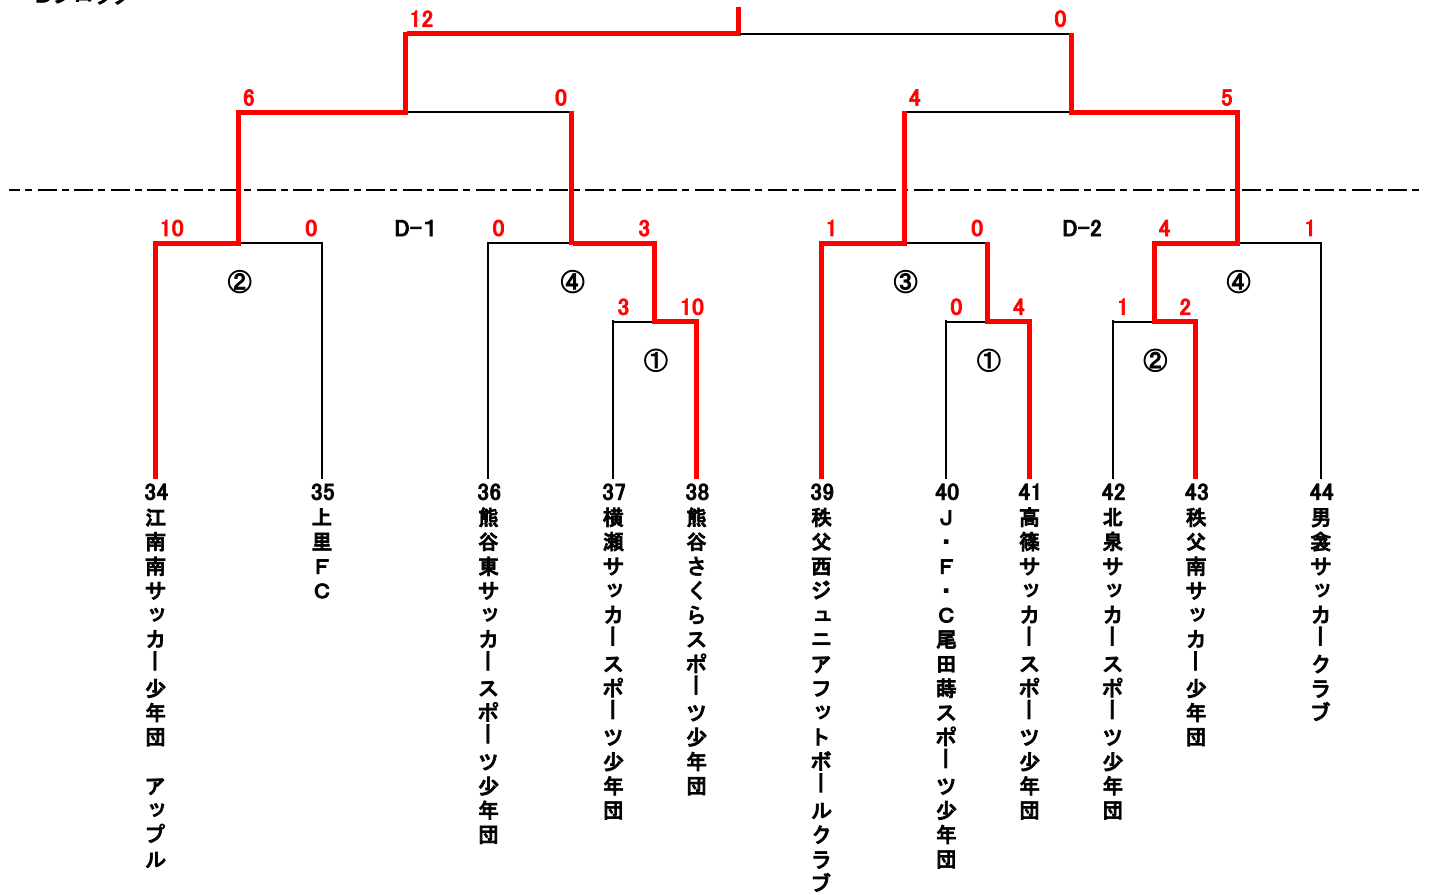 12 0
6 0 4 5
10 0 D-1 0 3 1 0 D-2 4 1
② ④ ③ ④
3 10 0 4 1 2
① ① ②
34 35 36 37 38 39 40 41 42 43 44
江南南サッカー少年団 アップル
上里FC
熊谷東サッカースポーツ少年団
横瀬サッカースポーツ少年団
熊谷さくらスポーツ少年団
秩父西ジュニアフットボールクラブ
J・F・C尾田蒔スポーツ少年団
高篠サッカースポーツ少年団
北泉サッカースポーツ少年団
秩父南サッカー少年団
男衾サッカークラブ